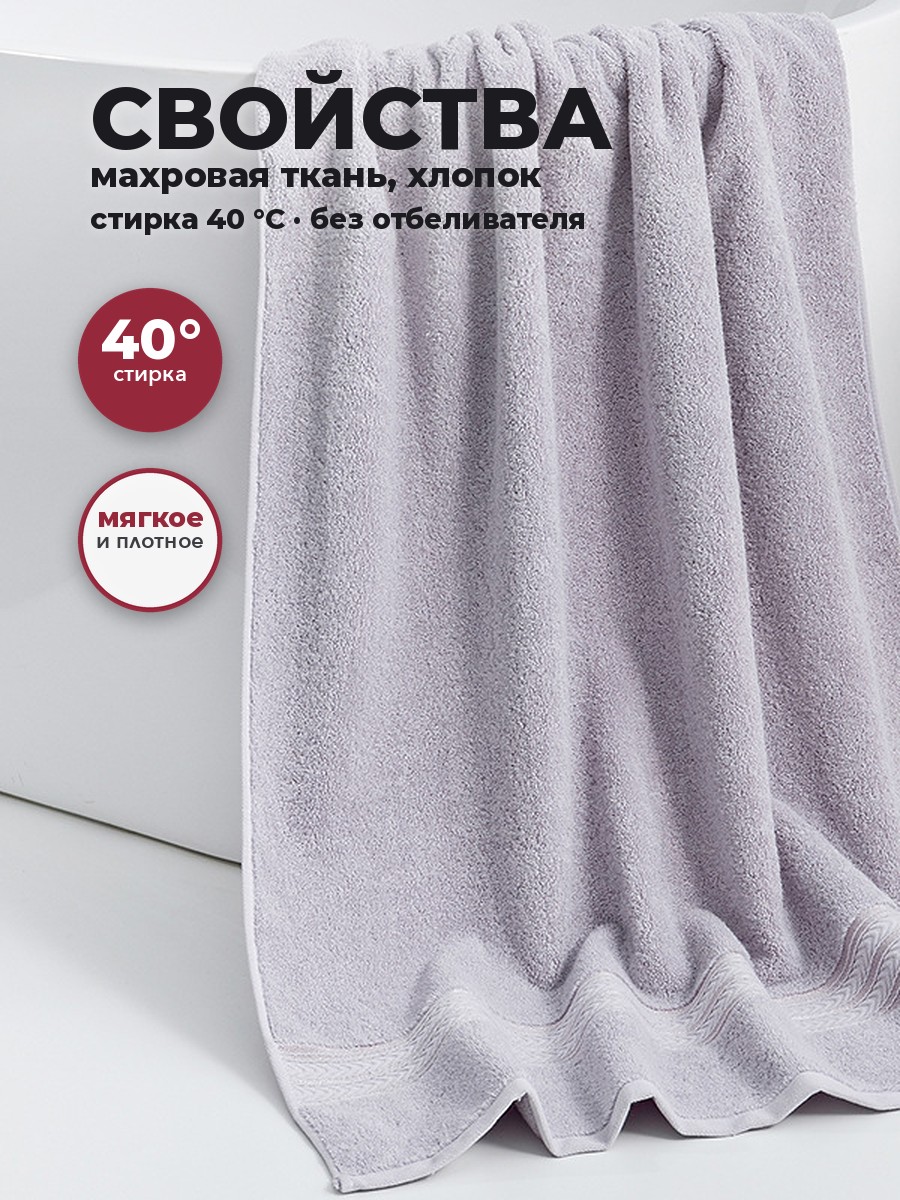 СВОЙСТВА
махровая ткань, хлопок
стирка 40 °C · без отбеливателя
40°
стирка
мягкое
и плотное